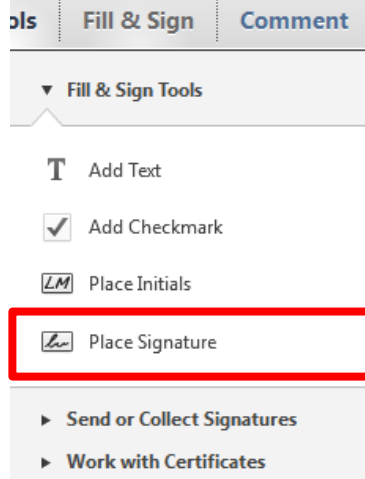 ols Fill & Sign Comment
Fill & Sign Tools
T Add Text
Add Checkmark
LM Place Initials
Place Signature
Send or Collect Signatures
Work with Certificates